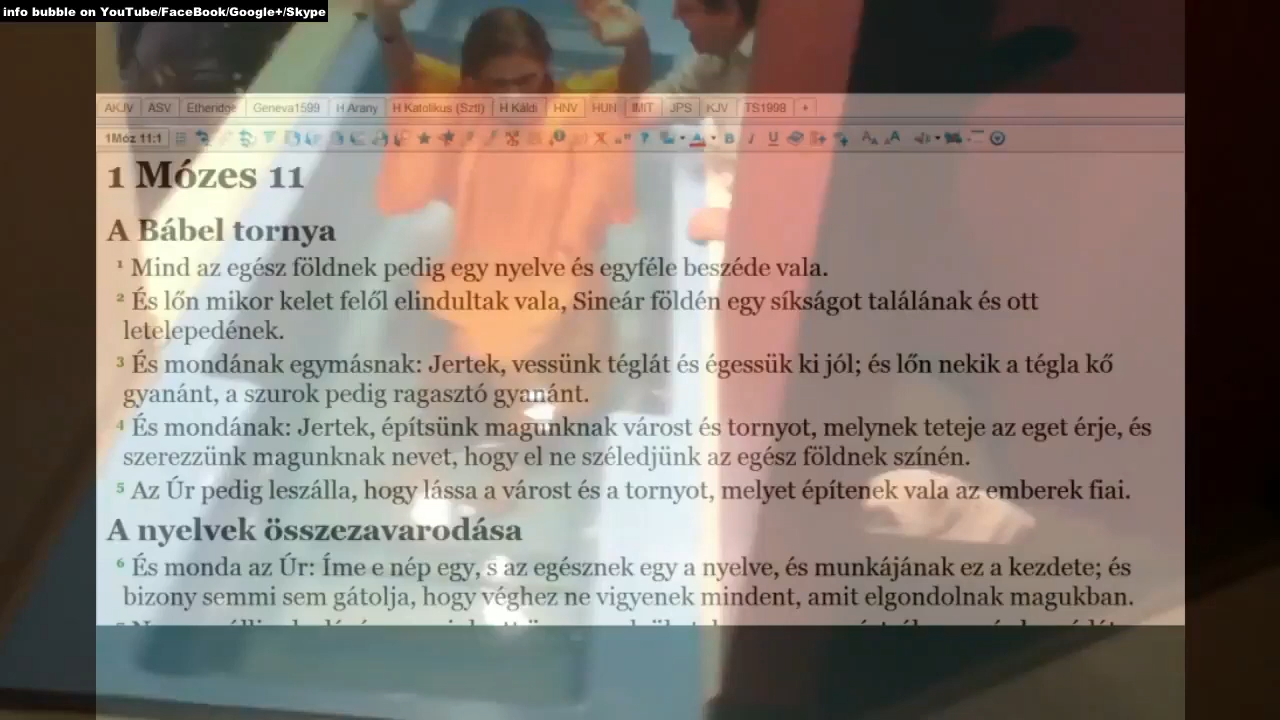 info bubble on YouTube/FaceBook/Google+/Skype
AKJV ASV Etheridge Geneva1599 H Arany H Katolikus (SztI) H Káldi HNV HUN IMIT JPS KJV TS1998 +
1Móz 11:1
1 Mózes 11
A Bábel tornya
1 Mind az egész földnek pedig egy nyelve és egyféle beszéde vala.
2 És lőn mikor kelet felől elindultak vala, Sineár földén egy síkságot találának és ott
letelepedének.
3 És mondának egymásnak: Jertek, vessünk téglát és égessük ki jól; és lőn nekik a tégla kő
gyanánt, a szurok pedig ragasztó gyanánt.
4 És mondának: Jertek, építsünk magunknak várost és tornyot, melynek teteje az eget érje, és
szerezzünk magunknak nevet, hogy el ne széledjünk az egész földnek színén.
5 Az Úr pedig leszálla, hogy lássa a várost és a tornyot, melyet építenek vala az emberek fiai.
A nyelvek összezavarodása
6 És monda az Úr: Íme e nép egy, s az egésznek egy a nyelve, és munkájának ez a kezdete; és
bizony semmi sem gátolja, hogy véghez ne vigyenek mindent, amit elgondolnak magukban.